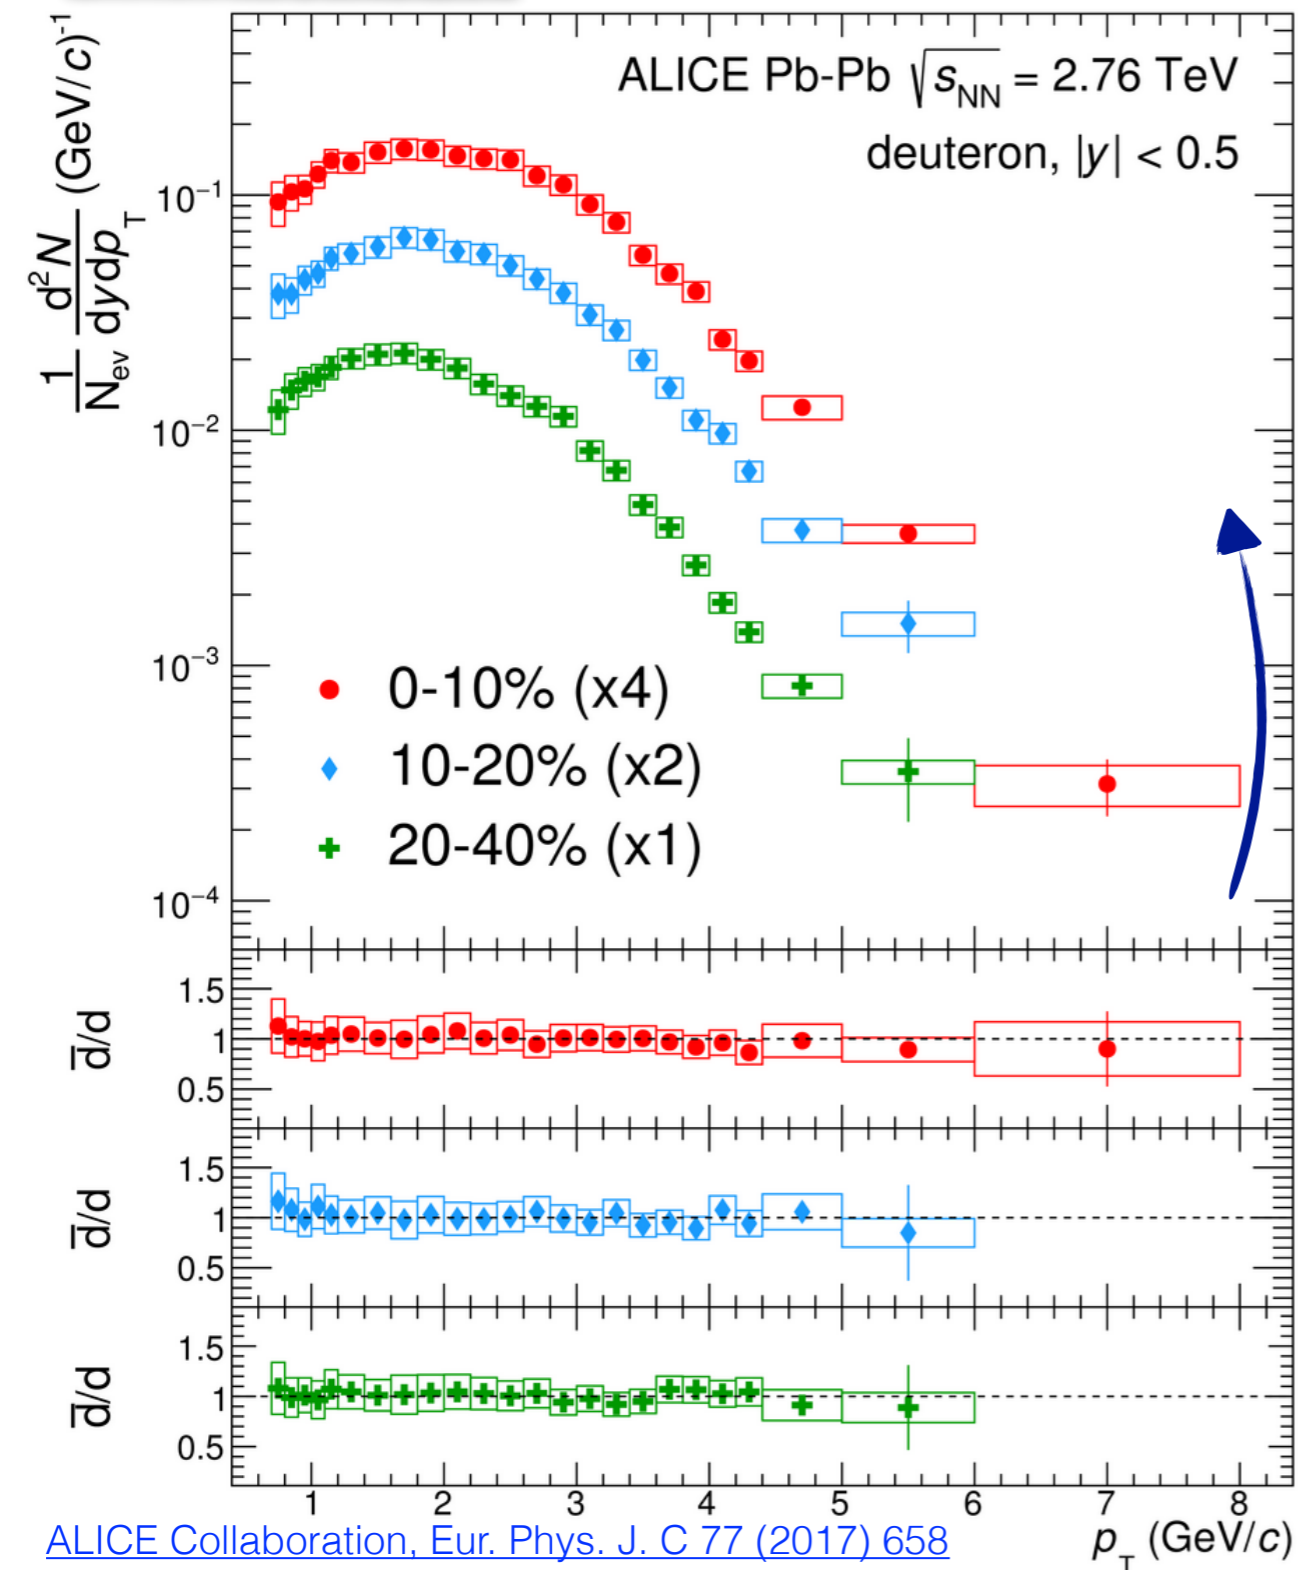 ALICE Pb-Pb √sNN = 2.76 TeV
deuteron, |y| < 0.5
1/Nev d²N/dydpT (GeV/c)⁻¹
10⁻¹
10⁻²
10⁻³
10⁻⁴
0-10% (x4)
10-20% (x2)
20-40% (x1)
d̅/d
1.5
1
0.5
d̅/d
1.5
1
0.5
d̅/d
1.5
1
0.5
1 2 3 4 5 6 7 8
pT (GeV/c)
ALICE Collaboration, Eur. Phys. J. C 77 (2017) 658